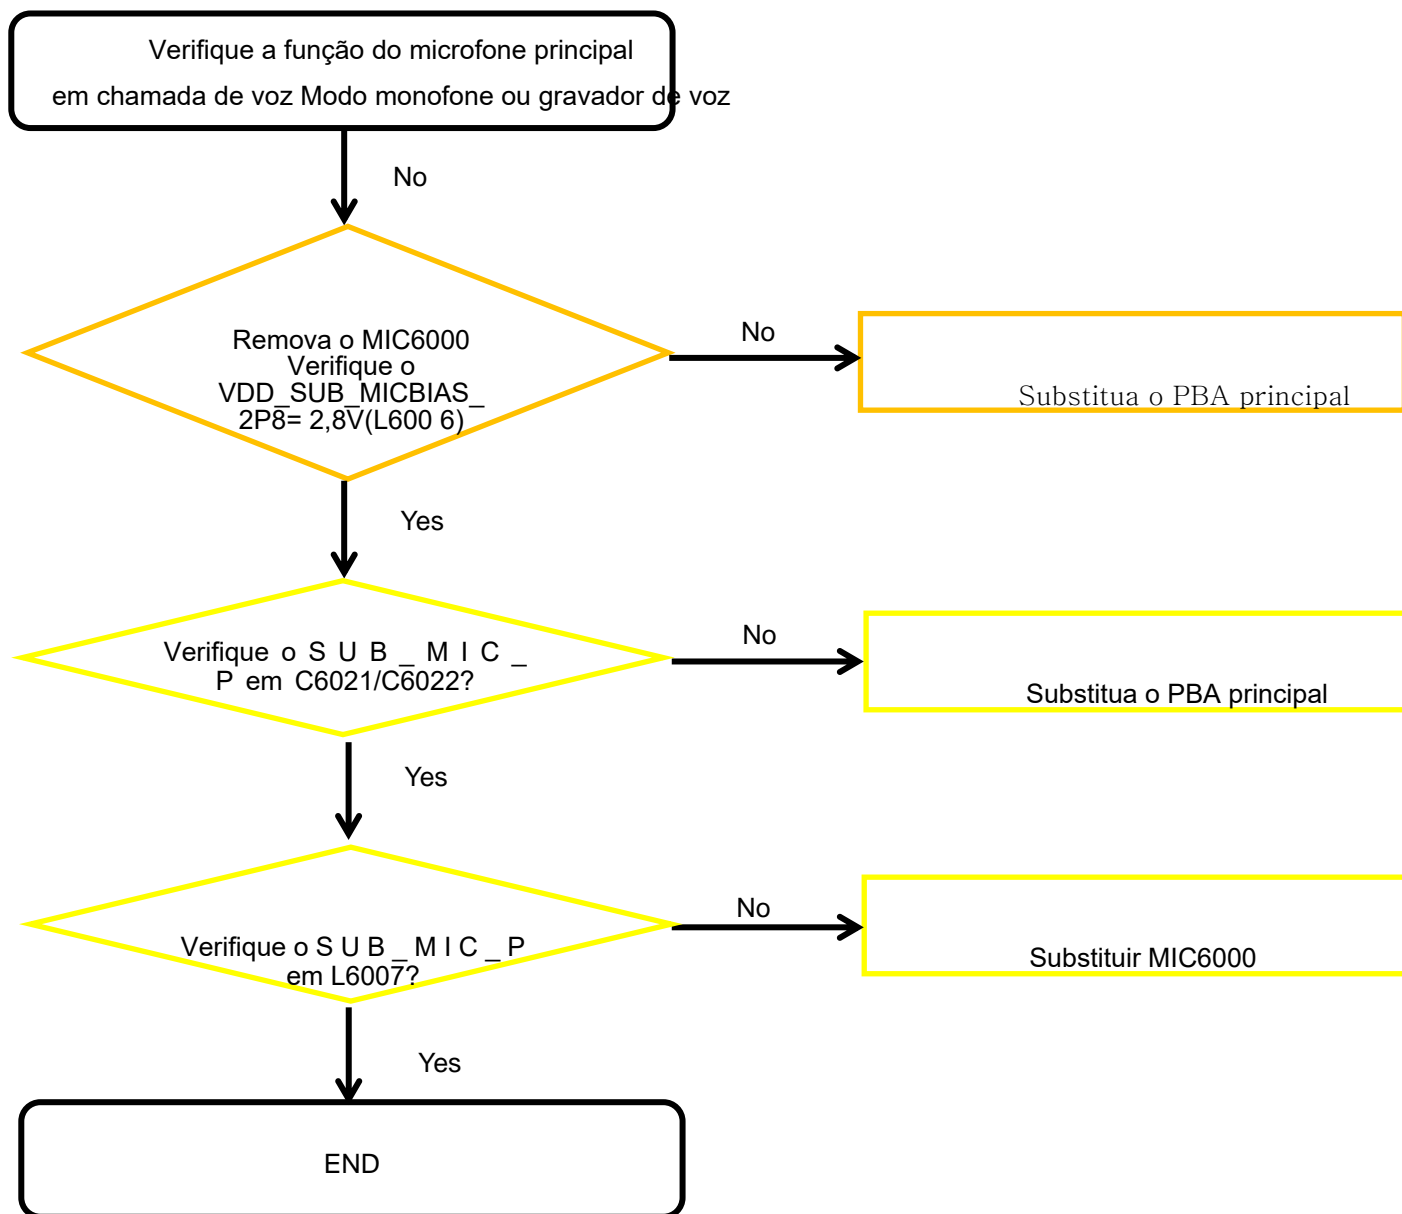 Verifique a função do microfone principal
em chamada de voz Modo monofone ou gravador de voz
No
Remova o MIC6000
Verifique o
VDD_SUB_MICBIAS_
2P8= 2,8V(L600 6)
No
Substitua o PBA principal
Yes
Verifique o S U B _ M I C _
P em C6021/C6022?
No
Substitua o PBA principal
Yes
Verifique o S U B _ M I C _ P
em L6007?
No
Substituir MIC6000
Yes
END